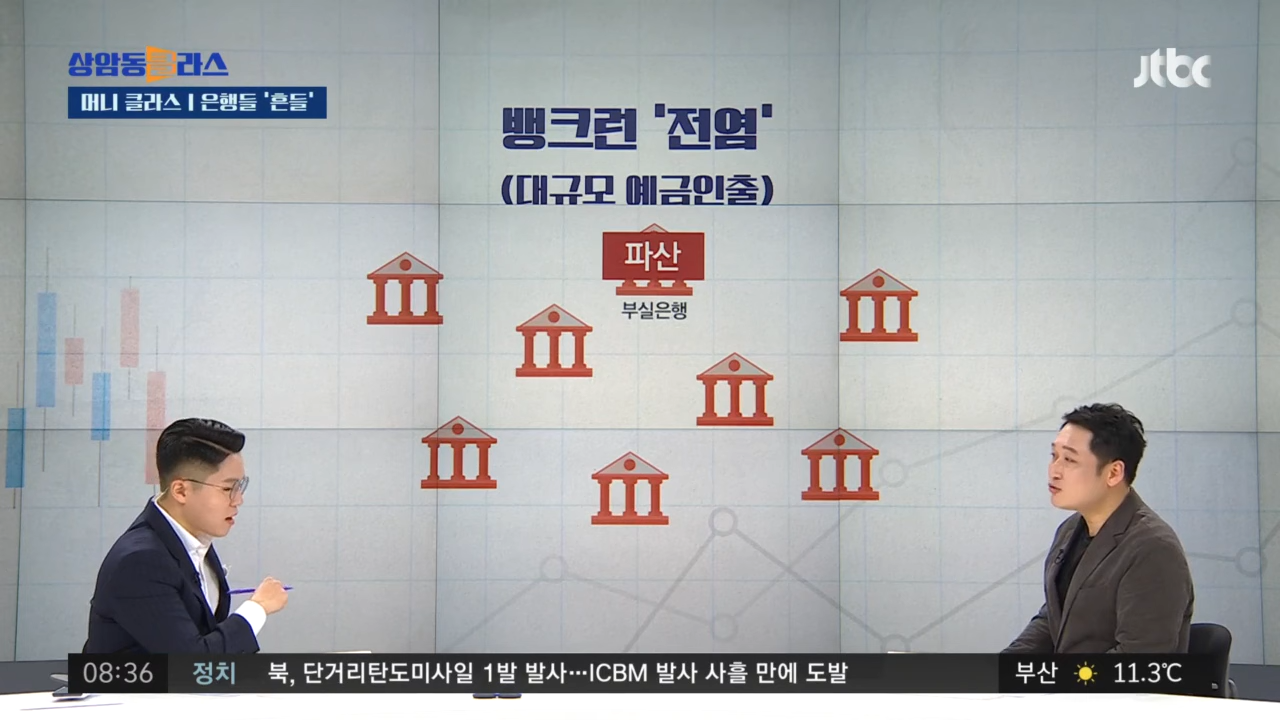 상암동클라스
jtbc
머니 클라스 | 은행들 '흔들'
뱅크런 '전염'
(대규모 예금인출)
파산
부실은행
08:36 정치 북, 단거리탄도미사일 1발 발사…ICBM 발사 사흘 만에 도발 부산 11.3℃